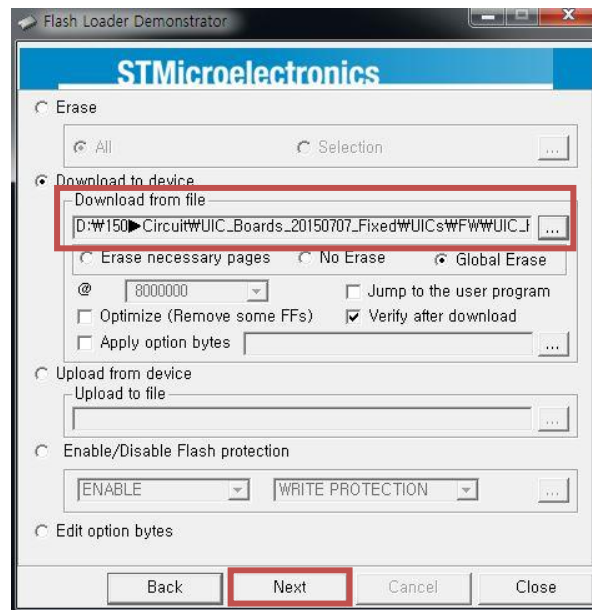 Flash Loader Demonstrator
STMicroelectronics
Erase
All Selection ...
Download to device
Download from file
D:₩150▶Circuit₩UIC_Boards_20150707_Fixed₩UICs₩FW₩UIC_ ...
Erase necessary pages No Erase Global Erase
@ 8000000 Jump to the user program
Optimize (Remove some FFs) Verify after download
Apply option bytes ...
Upload from device
Upload to file
...
Enable/Disable Flash protection
ENABLE WRITE PROTECTION ...
Edit option bytes
Back Next Cancel Close